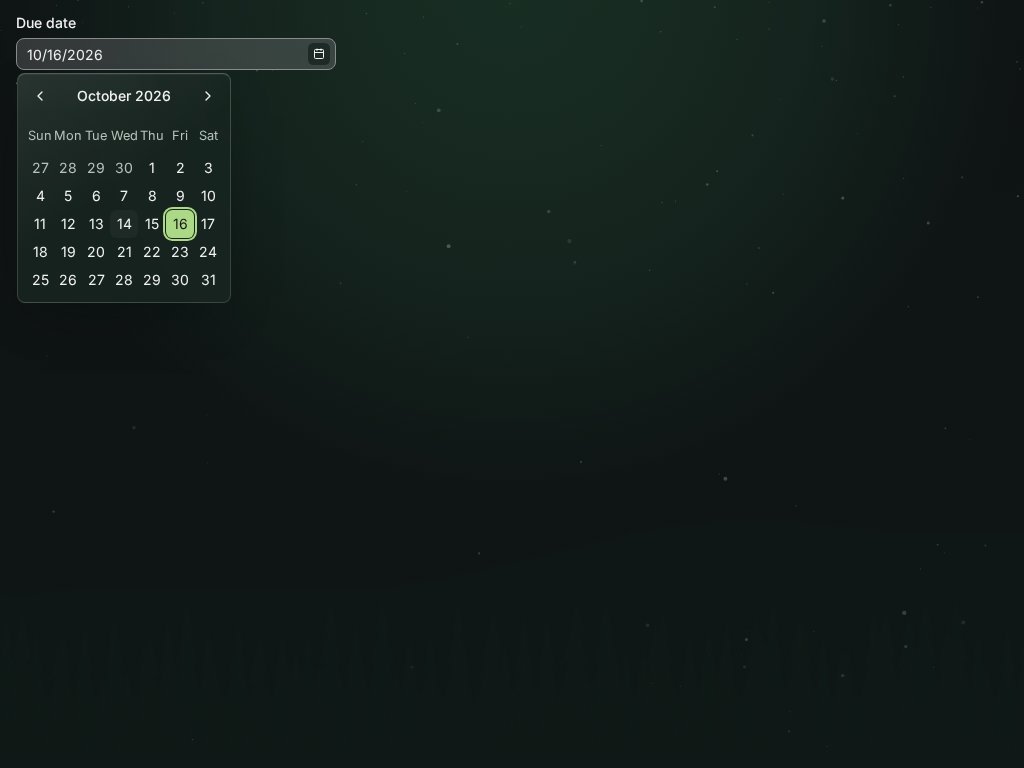 Due date
10/16/2026
October 2026
Sun Mon Tue Wed Thu Fri Sat
27 28 29 30 1 2 3
4 5 6 7 8 9 10
11 12 13 14 15 16 17
18 19 20 21 22 23 24
25 26 27 28 29 30 31